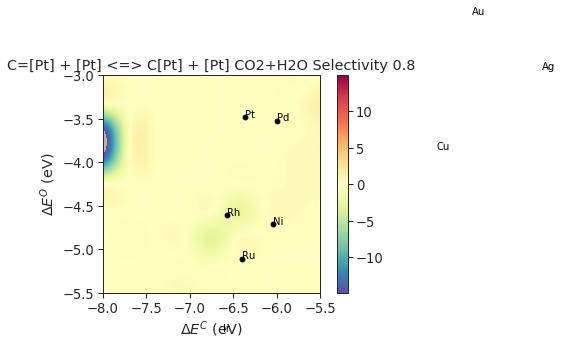 Au
C=[Pt] + [Pt] <=> C[Pt] + [Pt] CO2+H2O Selectivity 0.8
Ag
−3.0
−3.5
−4.0
−4.5
−5.0
−5.5
ΔE^O (eV)
Pt
Pd
Cu
Rh
Ni
Ru
10
5
0
−5
−10
−8.0 −7.5 −7.0 −6.5 −6.0 −5.5
ΔE^C (eV)
Ir